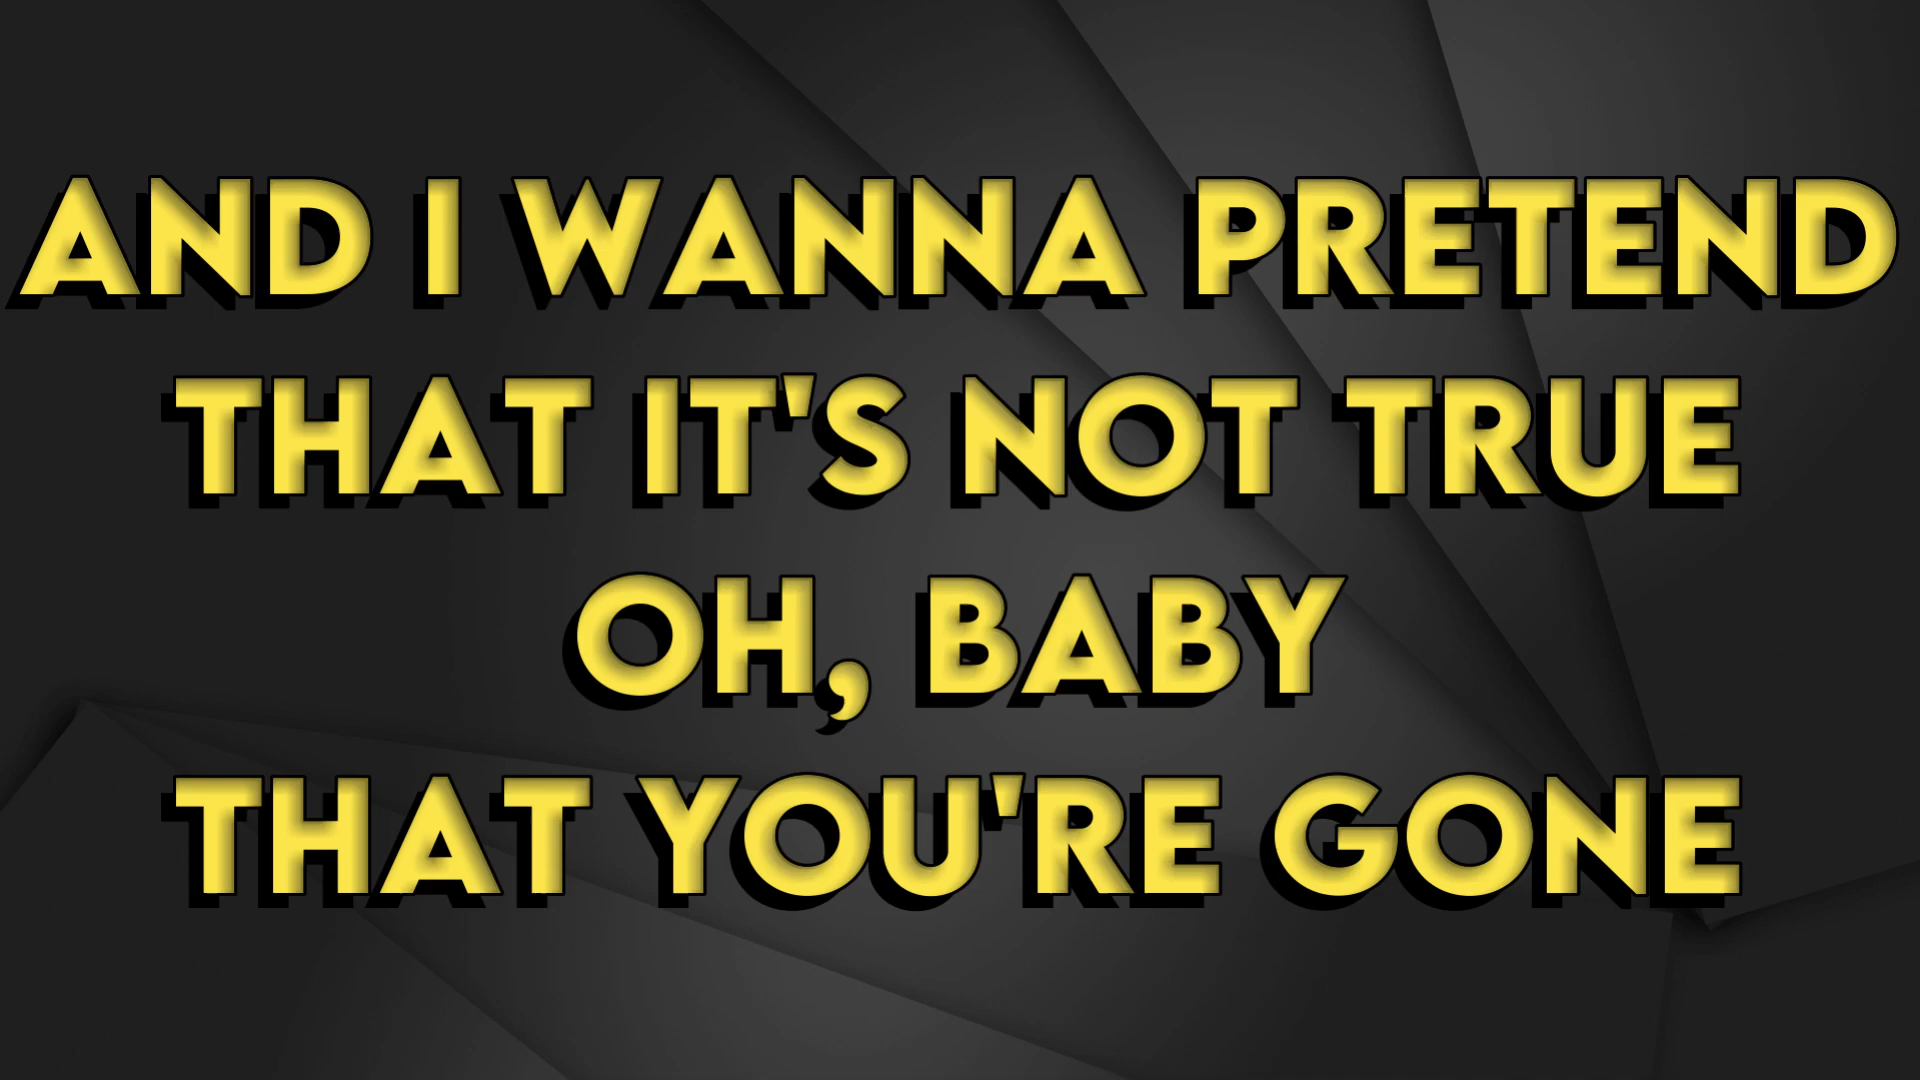 AND I WANNA PRETEND
THAT IT'S NOT TRUE
OH, BABY
THAT YOU'RE GONE